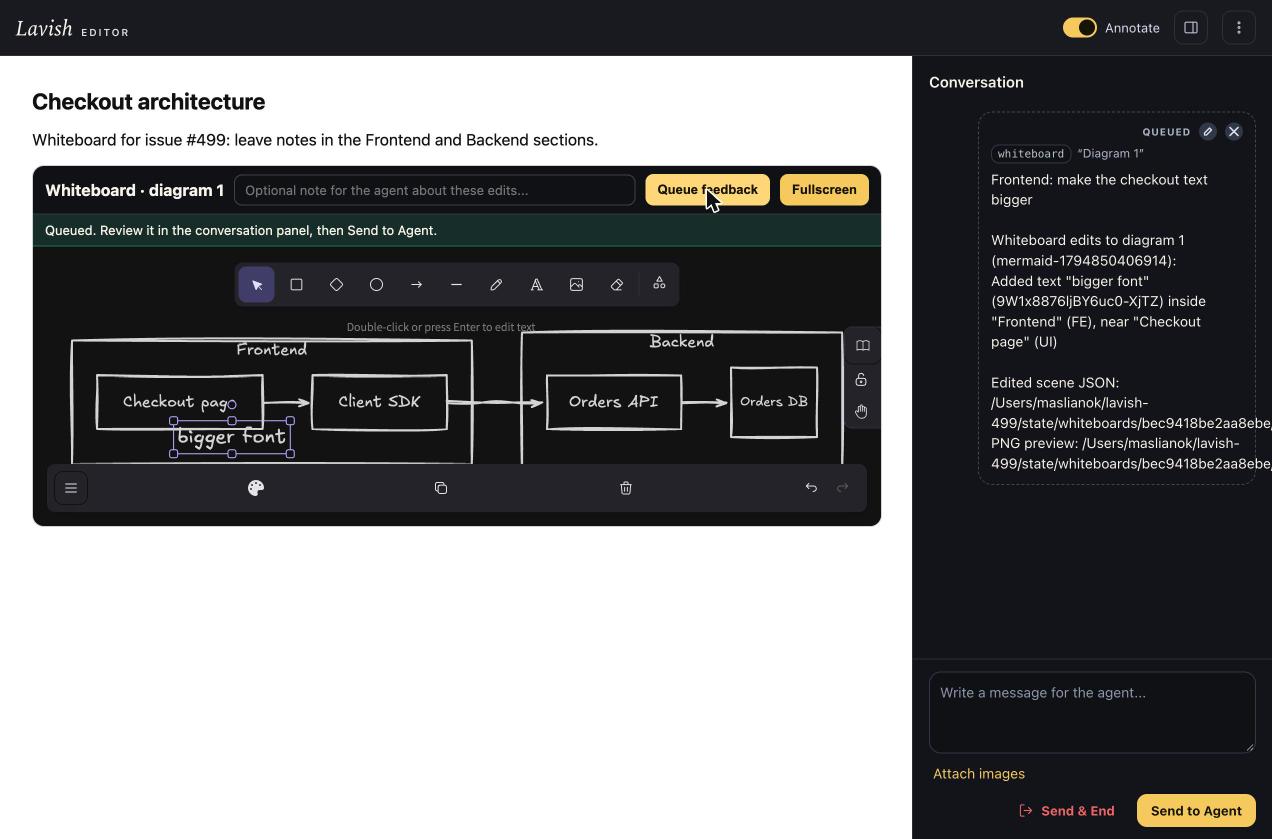 Lavish EDITOR
Annotate
Checkout architecture
Whiteboard for issue #499: leave notes in the Frontend and Backend sections.
Whiteboard · diagram 1
Optional note for the agent about these edits...
Queue feedback
Fullscreen
Queued. Review it in the conversation panel, then Send to Agent.
Double-click or press Enter to edit text
Frontend
Backend
Checkout pag
Client SDK
Orders API
Orders DB
bigger font
Conversation
QUEUED
whiteboard "Diagram 1"
Frontend: make the checkout text
bigger
Whiteboard edits to diagram 1
(mermaid-1794850406914):
Added text "bigger font"
(9W1x8876ljBY6uc0-XjTZ) inside
"Frontend" (FE), near "Checkout
page" (UI)
Edited scene JSON:
/Users/maslianok/lavish-
499/state/whiteboards/bec9418be2aa8ebe,
PNG preview: /Users/maslianok/lavish-
499/state/whiteboards/bec9418be2aa8ebe,
Write a message for the agent...
Attach images
Send & End
Send to Agent